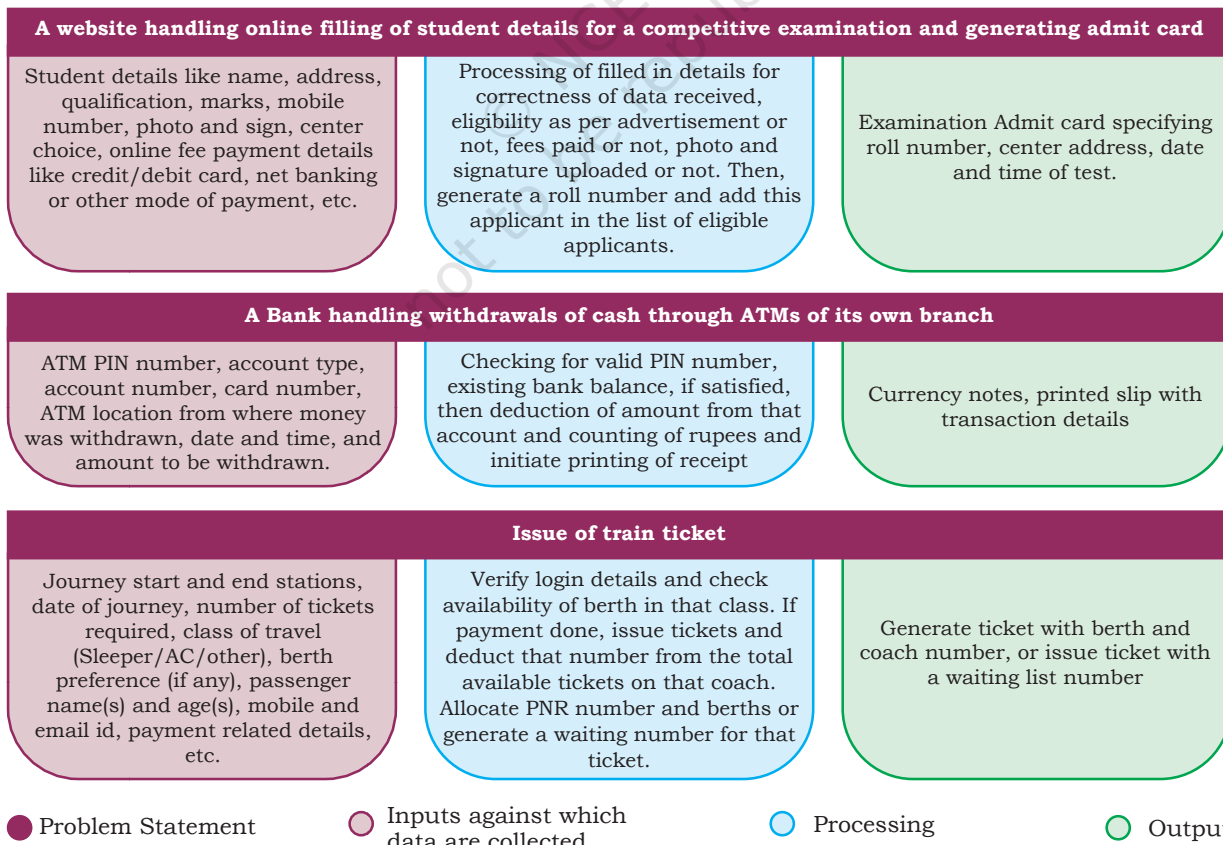 A website handling online filling of student details for a competitive examination and generating admit card
Student details like name, address,
qualification, marks, mobile
number, photo and sign, center
choice, online fee payment details
like credit/debit card, net banking
or other mode of payment, etc.
Processing of filled in details for
correctness of data received,
eligibility as per advertisement or
not, fees paid or not, photo and
signature uploaded or not. Then,
generate a roll number and add this
applicant in the list of eligible
applicants.
Examination Admit card specifying
roll number, center address, date
and time of test.
A Bank handling withdrawals of cash through ATMs of its own branch
ATM PIN number, account type,
account number, card number,
ATM location from where money
was withdrawn, date and time, and
amount to be withdrawn.
Checking for valid PIN number,
existing bank balance, if satisfied,
then deduction of amount from that
account and counting of rupees and
initiate printing of receipt
Currency notes, printed slip with
transaction details
Issue of train ticket
Journey start and end stations,
date of journey, number of tickets
required, class of travel
(Sleeper/AC/other), berth
preference (if any), passenger
name(s) and age(s), mobile and
email id, payment related details,
etc.
Verify login details and check
availability of berth in that class. If
payment done, issue tickets and
deduct that number from the total
available tickets on that coach.
Allocate PNR number and berths or
generate a waiting number for that
ticket.
Generate ticket with berth and
coach number, or issue ticket with
a waiting list number
Problem Statement
Inputs against which
data are collected
Processing
Output
© NCE
not to be repu